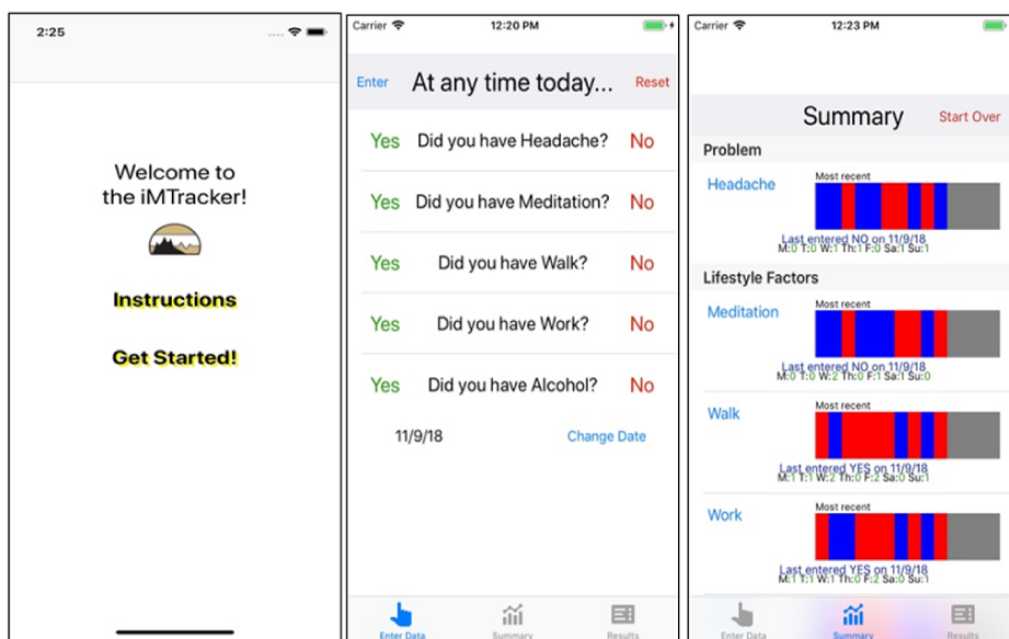 2:25
Welcome to
the iMTracker!
Instructions
Get Started!
Carrier 12:20 PM
Enter At any time today... Reset
Yes Did you have Headache? No
Yes Did you have Meditation? No
Yes Did you have Walk? No
Yes Did you have Work? No
Yes Did you have Alcohol? No
11/9/18 Change Date
Enter Data Summary Results
Carrier 12:23 PM
Summary Start Over
Problem
Headache
Most recent
Last entered NO on 11/9/18
M:0 T:0 W:1 Th:1 F:0 Sa:1 Su:1
Lifestyle Factors
Meditation
Most recent
Last entered NO on 11/9/18
M:0 T:0 W:2 Th:0 F:1 Sa:1 Su:0
Walk
Most recent
Last entered YES on 11/9/18
M:1 T:1 W:2 Th:0 F:2 Sa:0 Su:1
Work
Most recent
Last entered YES on 11/9/18
M:1 T:1 W:1 Th:0 F:2 Sa:0 Su:1
Enter Data Summary Results